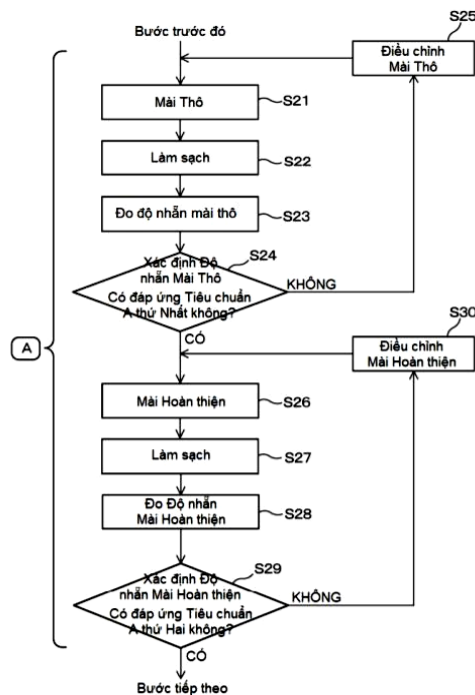 Bước trước đó
S25
Điều chỉnh
Mài Thô
Mài Thô
S21
Làm sạch
S22
Đo độ nhẵn mài thô
S23
S24
Xác định Độ
nhẵn Mài Thô
Có đáp ứng Tiêu chuẩn
A thứ Nhất không?
KHÔNG
CÓ
S30
Điều chỉnh
Mài Hoàn thiện
A
Mài Hoàn thiện
S26
Làm sạch
S27
Đo Độ nhẵn
Mài Hoàn thiện
S28
S29
Xác định Độ
nhẵn Mài Hoàn thiện
Có đáp ứng Tiêu chuẩn
A thứ Hai không?
KHÔNG
CÓ
Bước tiếp theo